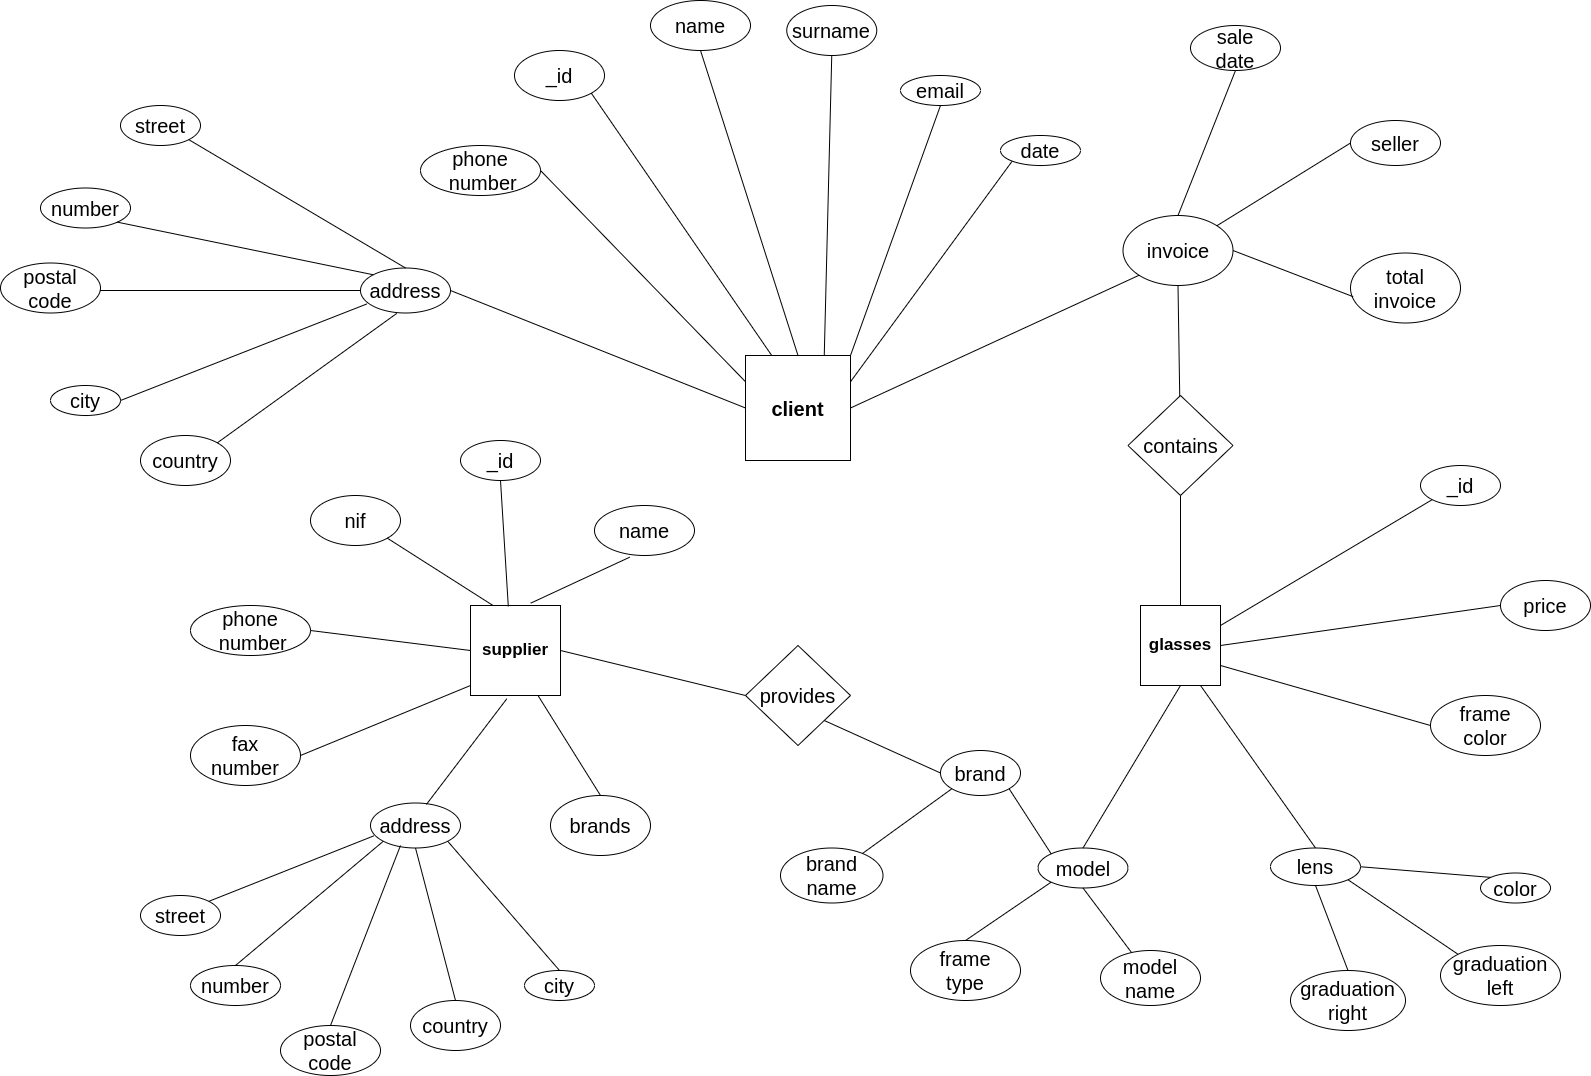 name
surname
sale
date
_id
email
street
seller
date
phone
number
number
invoice
postal
code
address
total
invoice
city
client
contains
country
_id
_id
nif
name
price
phone
number
supplier
glasses
provides
frame
color
fax
number
brand
address
brands
brand
name
model
lens
color
street
frame
type
model
name
graduation
left
number
city
graduation
right
country
postal
code